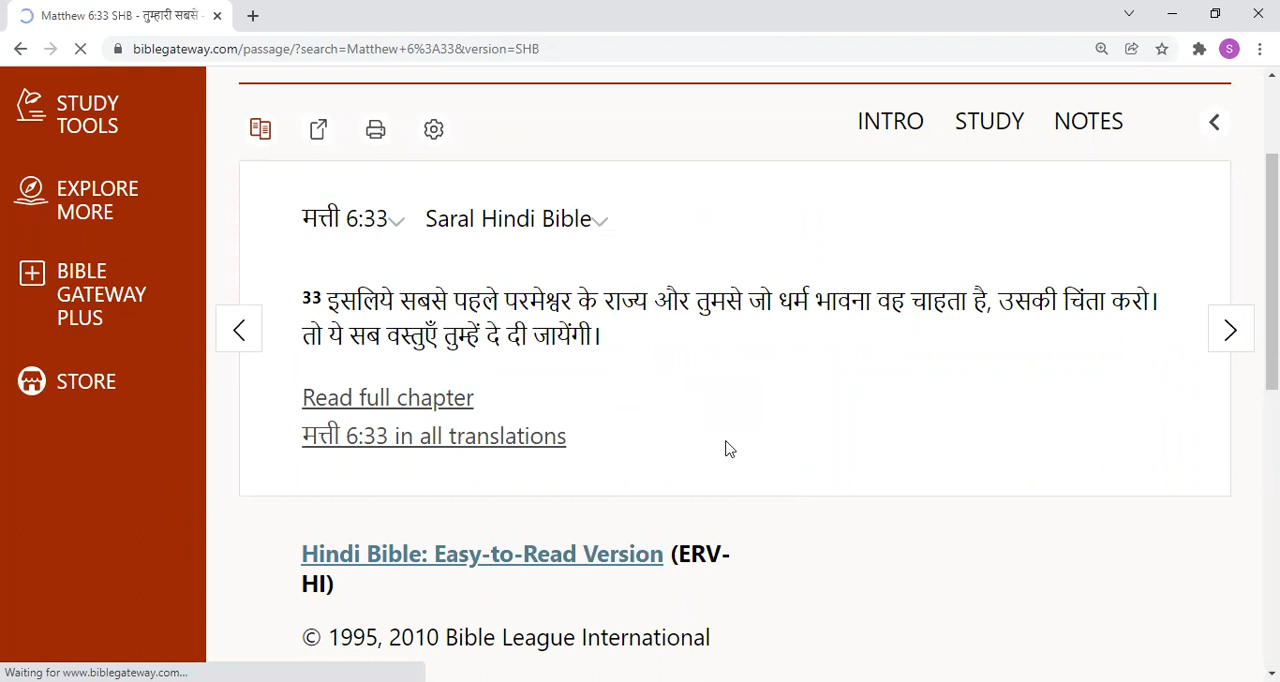 Matthew 6:33 SHB - तुम्हारी सबसे -
biblegateway.com/passage/?search=Matthew+6%3A33&version=SHB
S
STUDY
TOOLS
EXPLORE
MORE
BIBLE
GATEWAY
PLUS
STORE
INTRO STUDY NOTES
मत्ती 6:33 Saral Hindi Bible
33 इसलिये सबसे पहले परमेश्वर के राज्य और तुमसे जो धर्म भावना वह चाहता है, उसकी चिंता करो।
तो ये सब वस्तुएँ तुम्हें दे दी जायेंगी।
Read full chapter
मत्ती 6:33 in all translations
Hindi Bible: Easy-to-Read Version (ERV-
HI)
© 1995, 2010 Bible League International
Waiting for www.biblegateway.com...